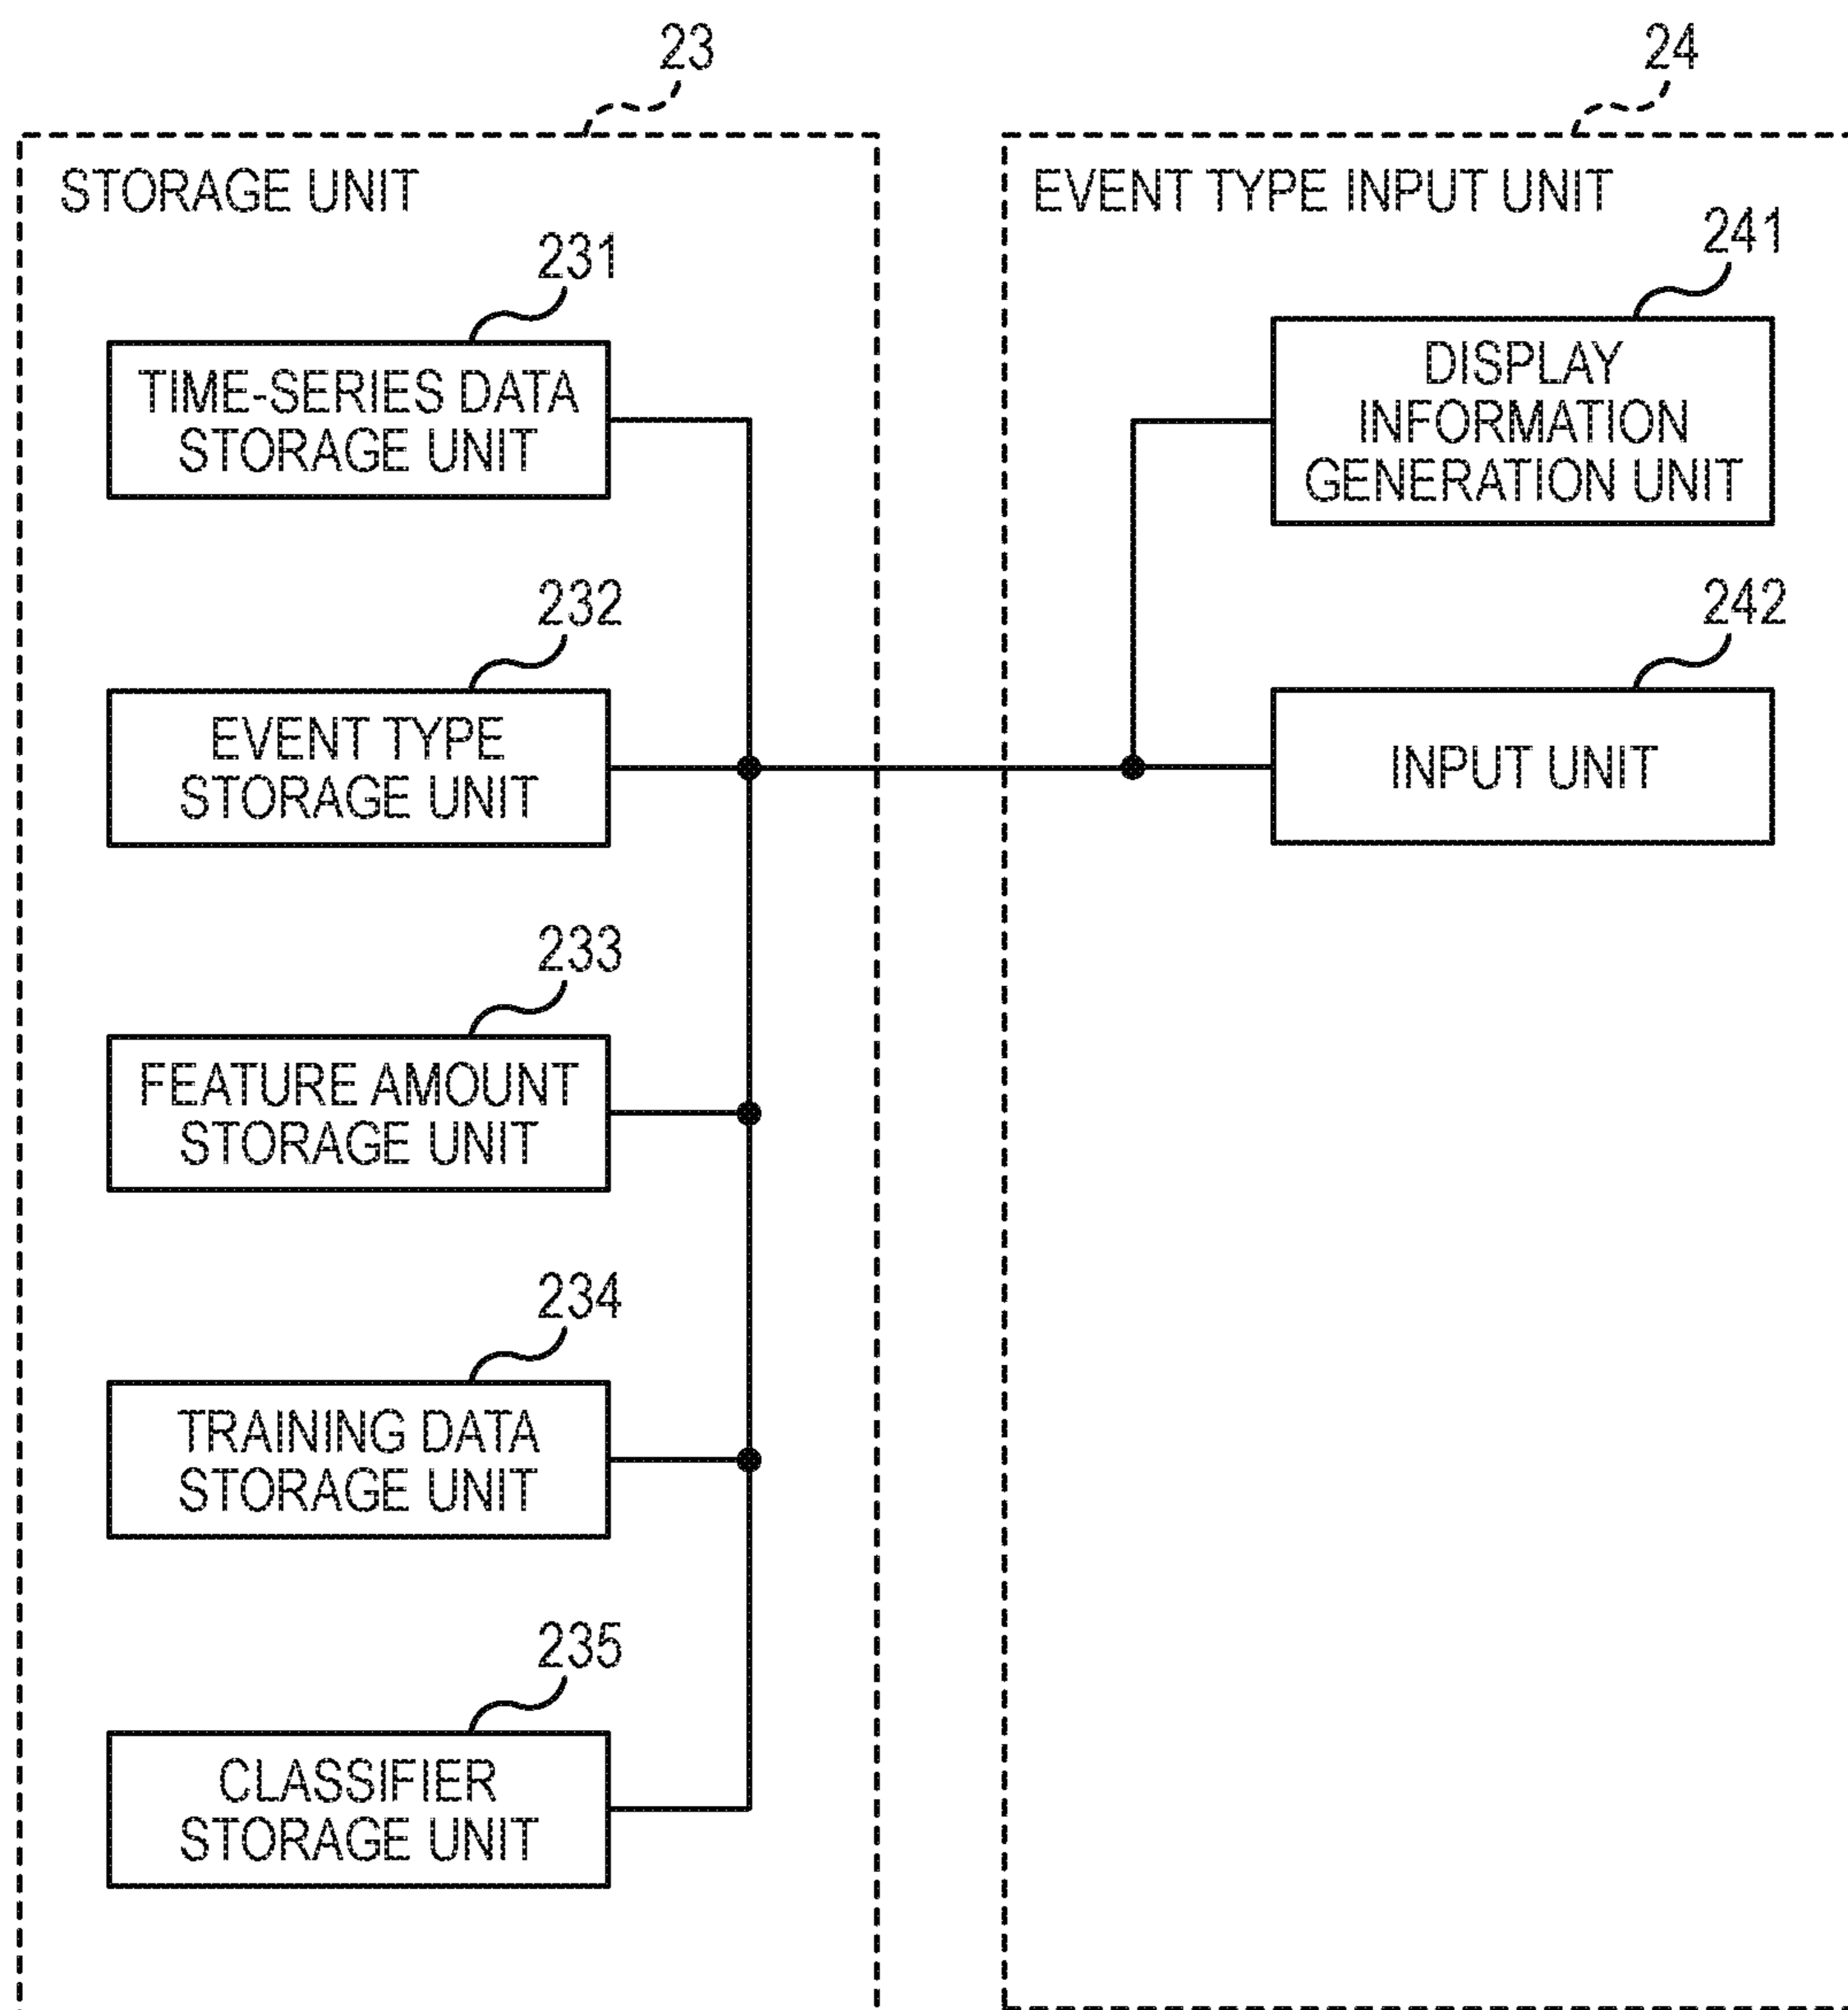 23
STORAGE UNIT
231
TIME-SERIES DATA
STORAGE UNIT
232
EVENT TYPE
STORAGE UNIT
233
FEATURE AMOUNT
STORAGE UNIT
234
TRAINING DATA
STORAGE UNIT
235
CLASSIFIER
STORAGE UNIT
24
EVENT TYPE INPUT UNIT
241
DISPLAY
INFORMATION
GENERATION UNIT
242
INPUT UNIT